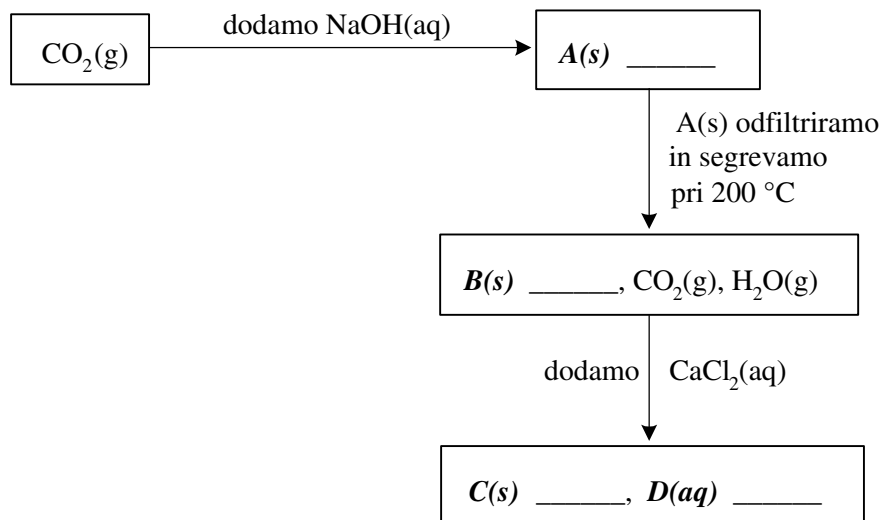 dodamo NaOH(aq)
CO₂(g)
A(s) ______
A(s) odfiltriramo
in segrevamo
pri 200 °C
B(s) ______, CO₂(g), H₂O(g)
dodamo CaCl₂(aq)
C(s) ______, D(aq) ______